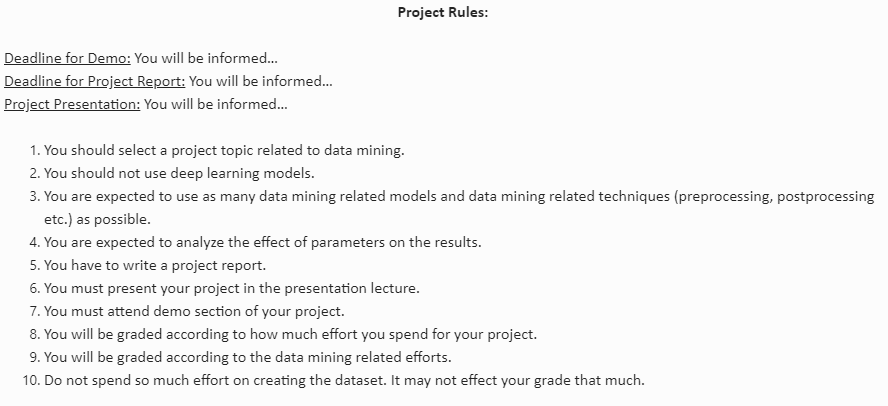 Project Rules:
Deadline for Demo: You will be informed...
Deadline for Project Report: You will be informed...
Project Presentation: You will be informed...
1. You should select a project topic related to data mining.
2. You should not use deep learning models.
3. You are expected to use as many data mining related models and data mining related techniques (preprocessing, postprocessing
etc.) as possible.
4. You are expected to analyze the effect of parameters on the results.
5. You have to write a project report.
6. You must present your project in the presentation lecture.
7. You must attend demo section of your project.
8. You will be graded according to how much effort you spend for your project.
9. You will be graded according to the data mining related efforts.
10. Do not spend so much effort on creating the dataset. It may not effect your grade that much.